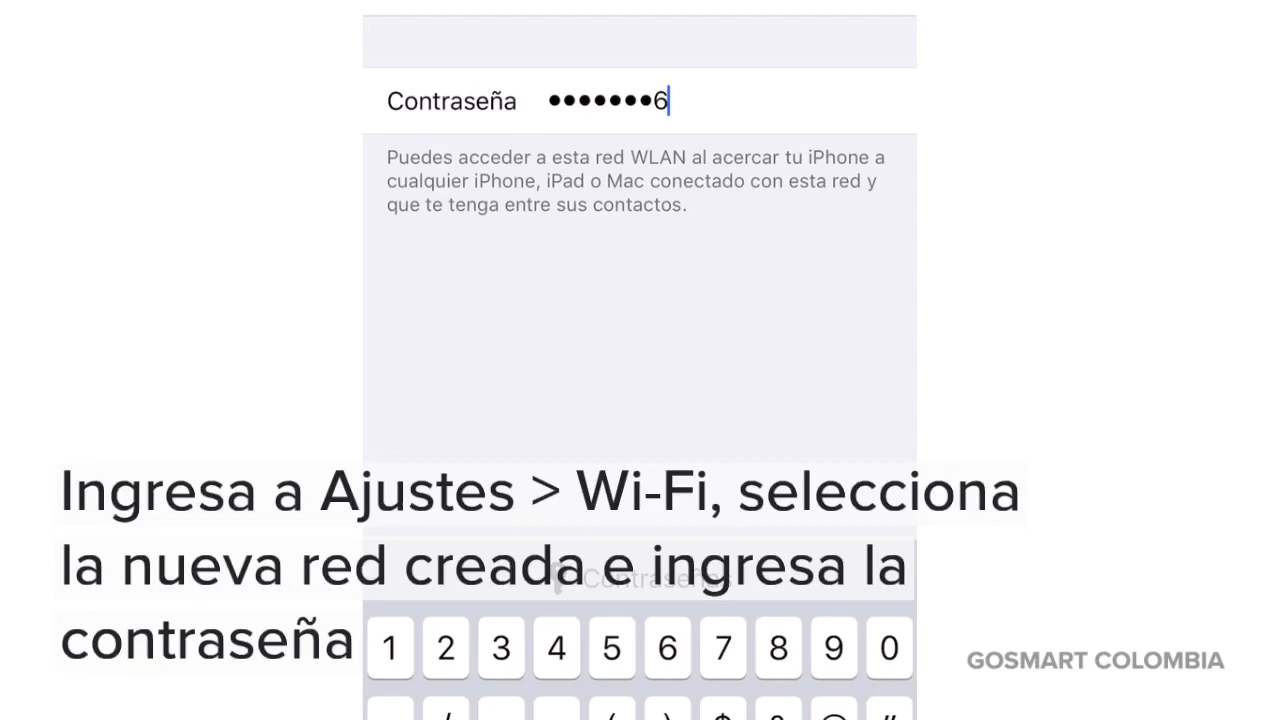 Contraseña •••••••6
Puedes acceder a esta red WLAN al acercar tu iPhone a
cualquier iPhone, iPad o Mac conectado con esta red y
que te tenga entre sus contactos.
Ingresa a Ajustes > Wi-Fi, selecciona
la nueva red creada e ingresa la
contraseña
Contraseñas
1 2 3 4 5 6 7 8 9 0
GOSMART COLOMBIA